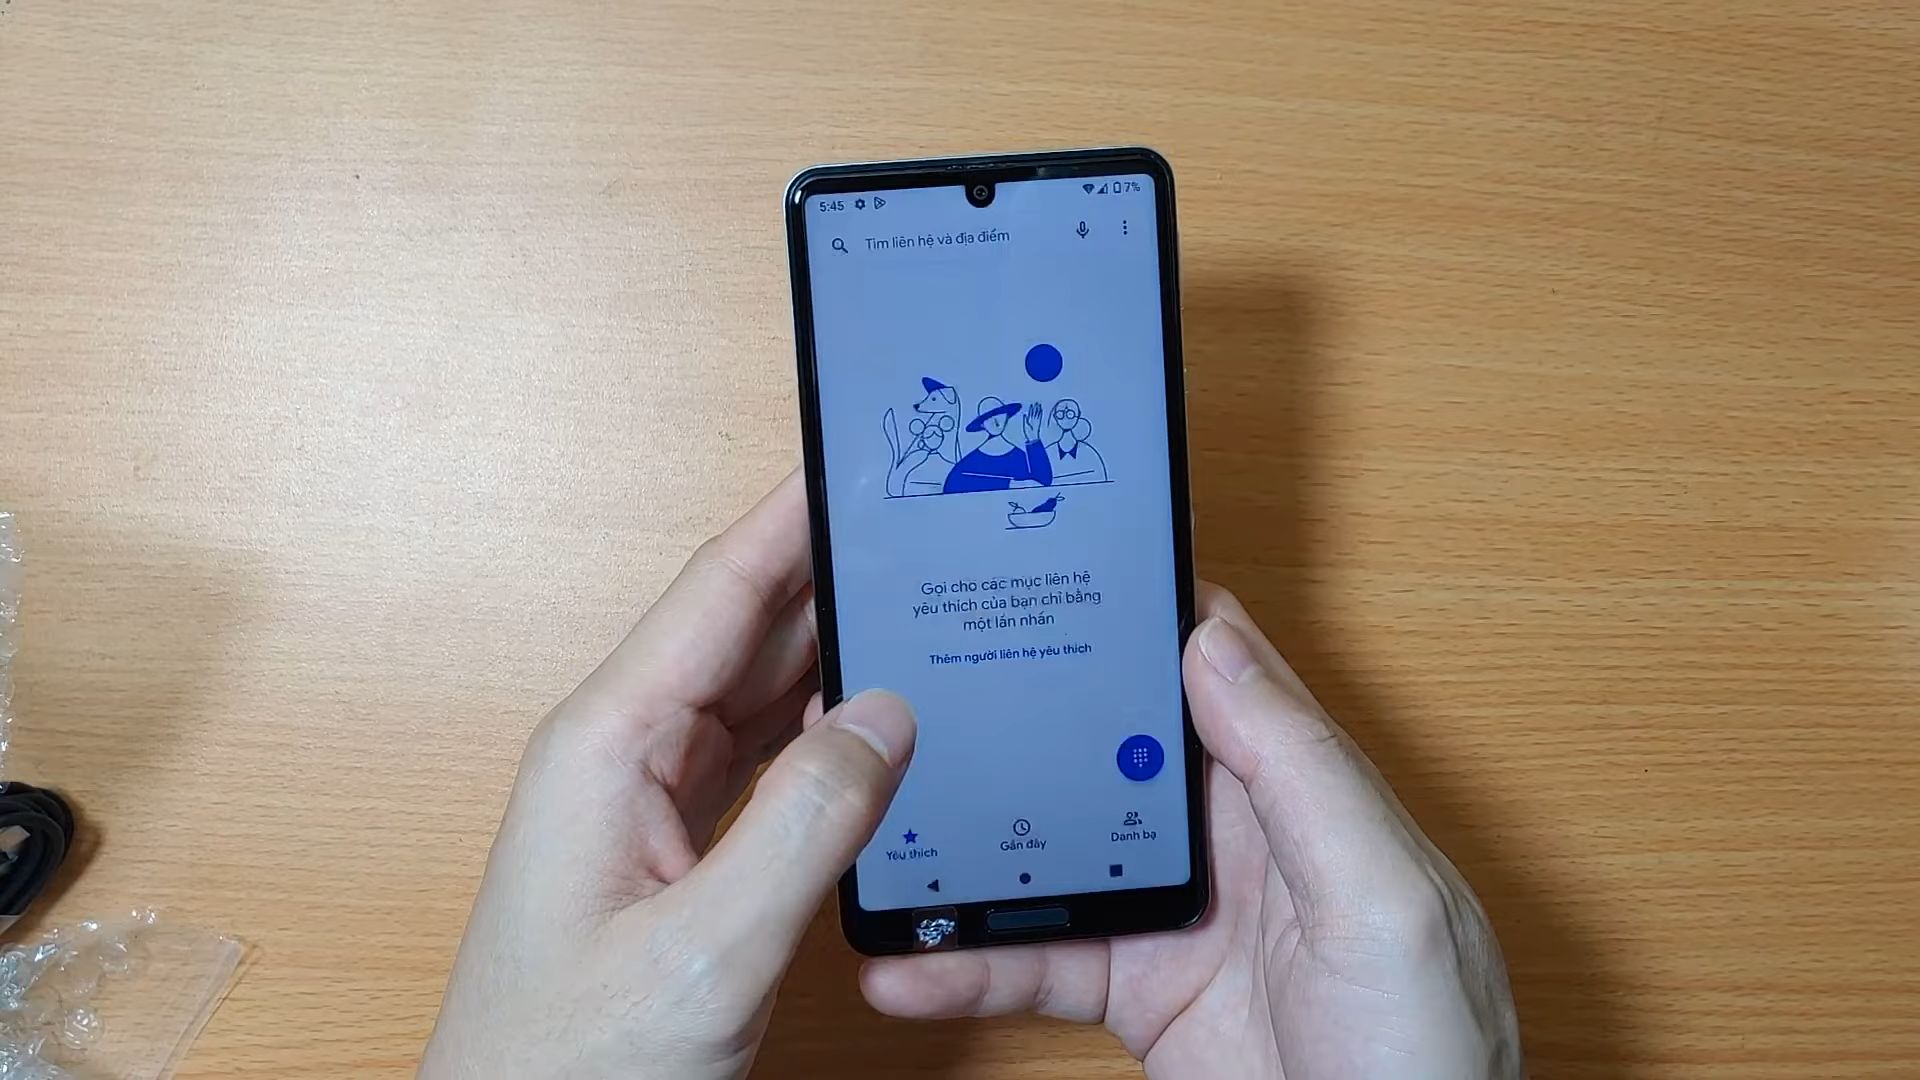 5:45
7%
Tìm liên hệ và địa điểm
Gọi cho các mục liên hệ
yêu thích của bạn chỉ bằng
một lần nhấn
Thêm người liên hệ yêu thích
Yêu thích
Gần đây
Danh bạ